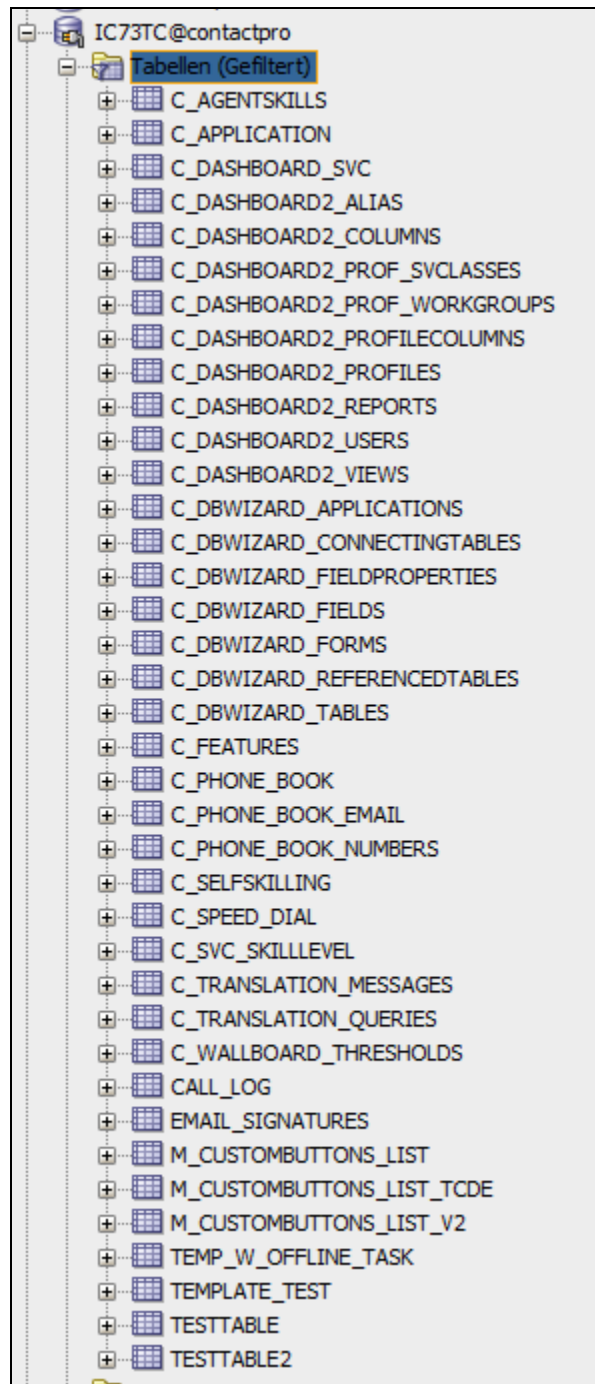 IC73TC@contactpro
Tabellen (Gefiltert)
C_AGENTSKILLS
C_APPLICATION
C_DASHBOARD_SVC
C_DASHBOARD2_ALIAS
C_DASHBOARD2_COLUMNS
C_DASHBOARD2_PROF_SVCLASSES
C_DASHBOARD2_PROF_WORKGROUPS
C_DASHBOARD2_PROFILECOLUMNS
C_DASHBOARD2_PROFILES
C_DASHBOARD2_REPORTS
C_DASHBOARD2_USERS
C_DASHBOARD2_VIEWS
C_DBWIZARD_APPLICATIONS
C_DBWIZARD_CONNECTINGTABLES
C_DBWIZARD_FIELDPROPERTIES
C_DBWIZARD_FIELDS
C_DBWIZARD_FORMS
C_DBWIZARD_REFERENCEDTABLES
C_DBWIZARD_TABLES
C_FEATURES
C_PHONE_BOOK
C_PHONE_BOOK_EMAIL
C_PHONE_BOOK_NUMBERS
C_SELFSKILLING
C_SPEED_DIAL
C_SVC_SKILLLEVEL
C_TRANSLATION_MESSAGES
C_TRANSLATION_QUERIES
C_WALLBOARD_THRESHOLDS
CALL_LOG
EMAIL_SIGNATURES
M_CUSTOMBUTTONS_LIST
M_CUSTOMBUTTONS_LIST_TCDE
M_CUSTOMBUTTONS_LIST_V2
TEMP_W_OFFLINE_TASK
TEMPLATE_TEST
TESTTABLE
TESTTABLE2